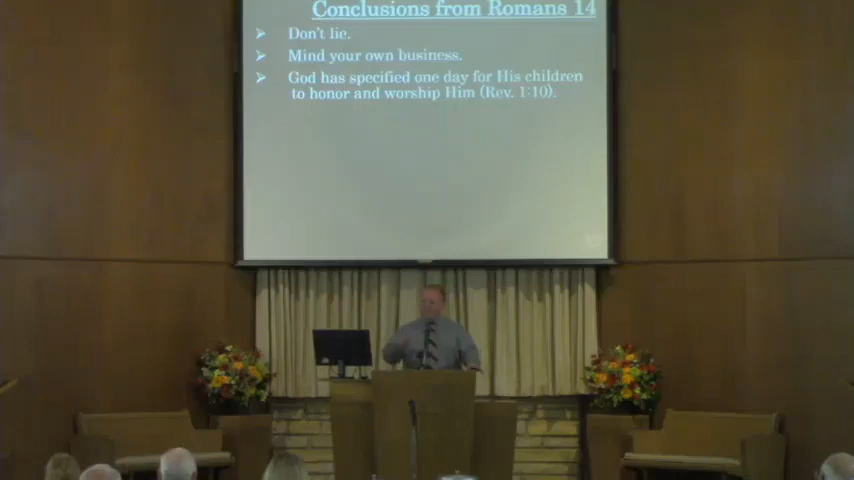 Conclusions from Romans 14
➢ Don't lie.
➢ Mind your own business.
➢ God has specified one day for His children
to honor and worship Him (Rev. 1:10).